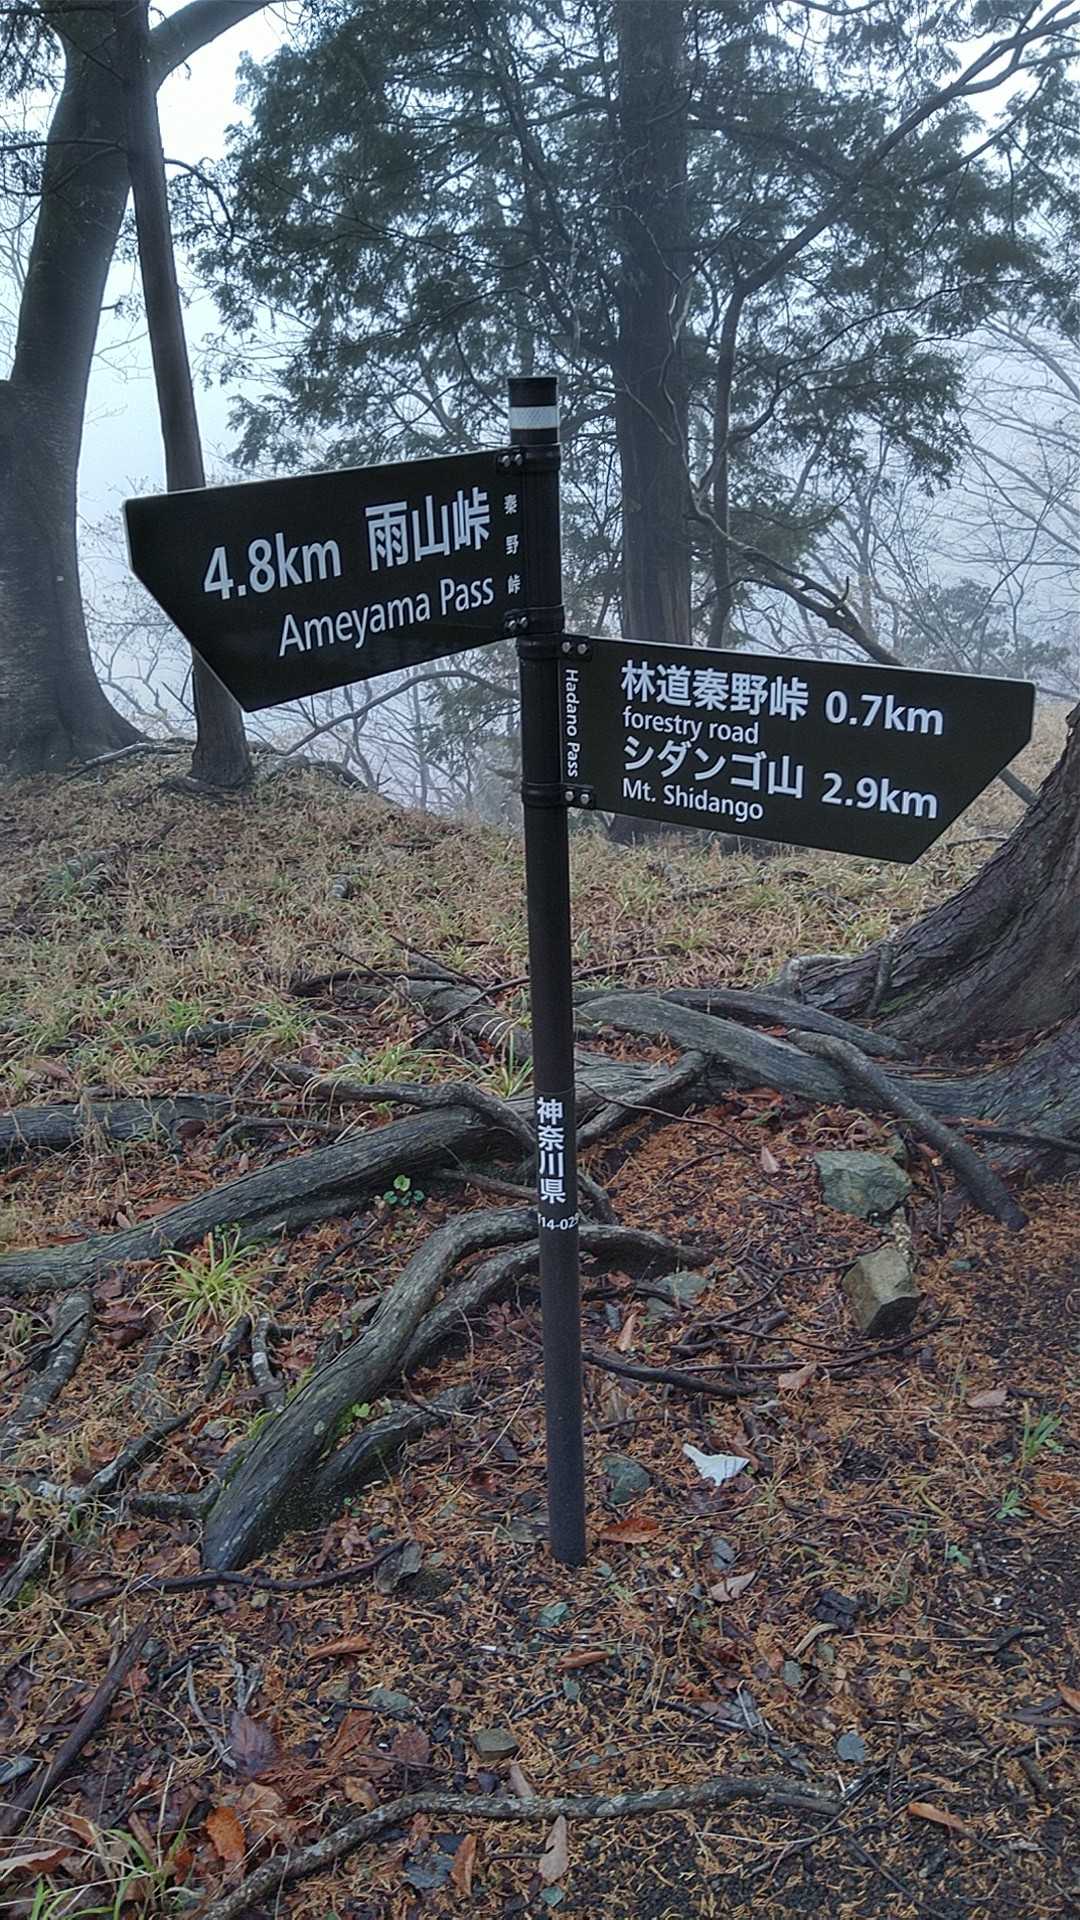 4.8km 雨山峠
Ameyama Pass
秦野峠
Hadano Pass
林道秦野峠 0.7km
forestry road
シダンゴ山 2.9km
Mt. Shidango
神奈川県